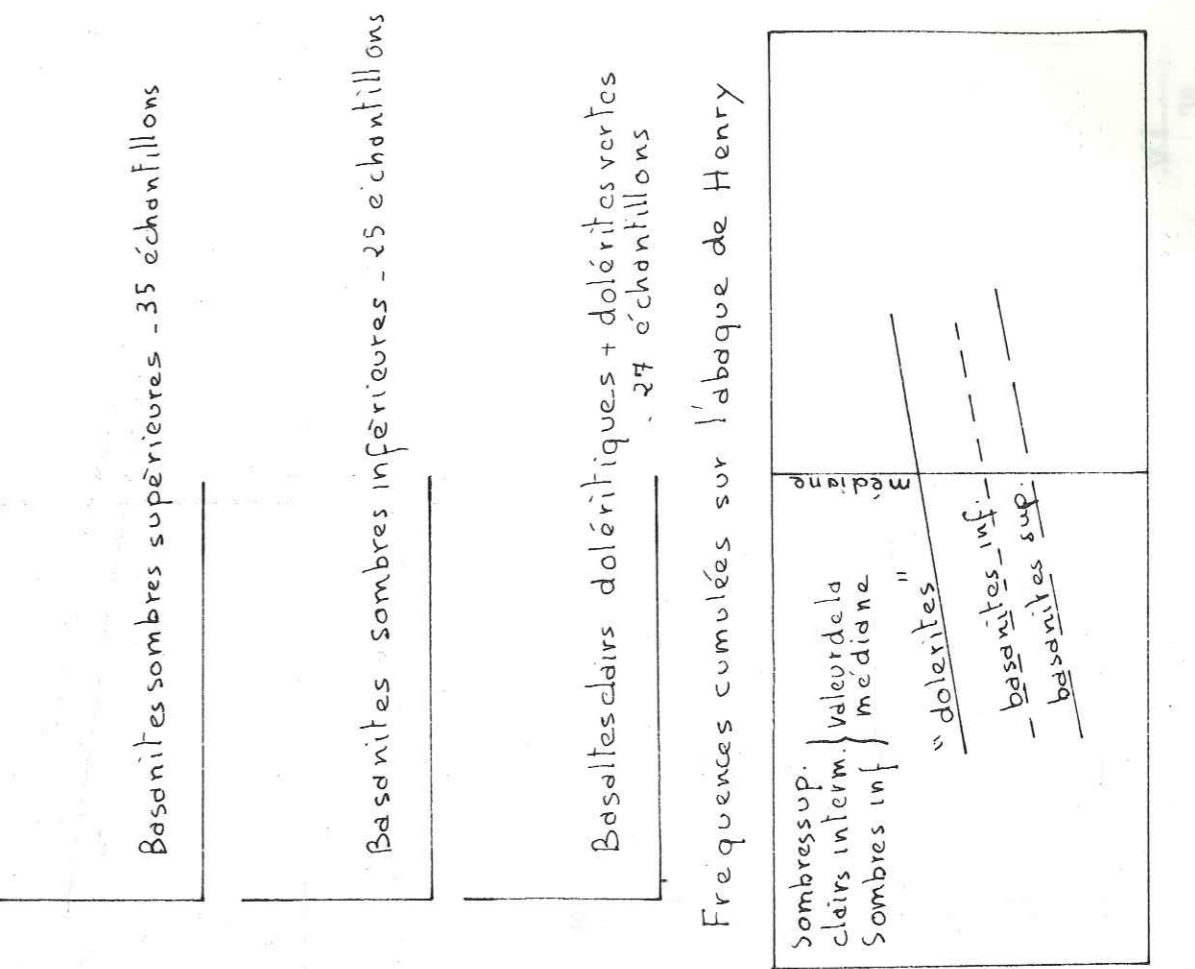 Basanites sombres supérieures - 35 échantillons
Basanites sombres inférieures - 25 échantillons
Basaltes clairs doléritiques + dolérites vertes
27 échantillons
Frequences cumulées sur l'abaque de Henry
Sombres sup.
clairs interm. } Valeur de la
Sombres inf } médiane
médiane
"dolerites"
basanites inf.
basanites sup.